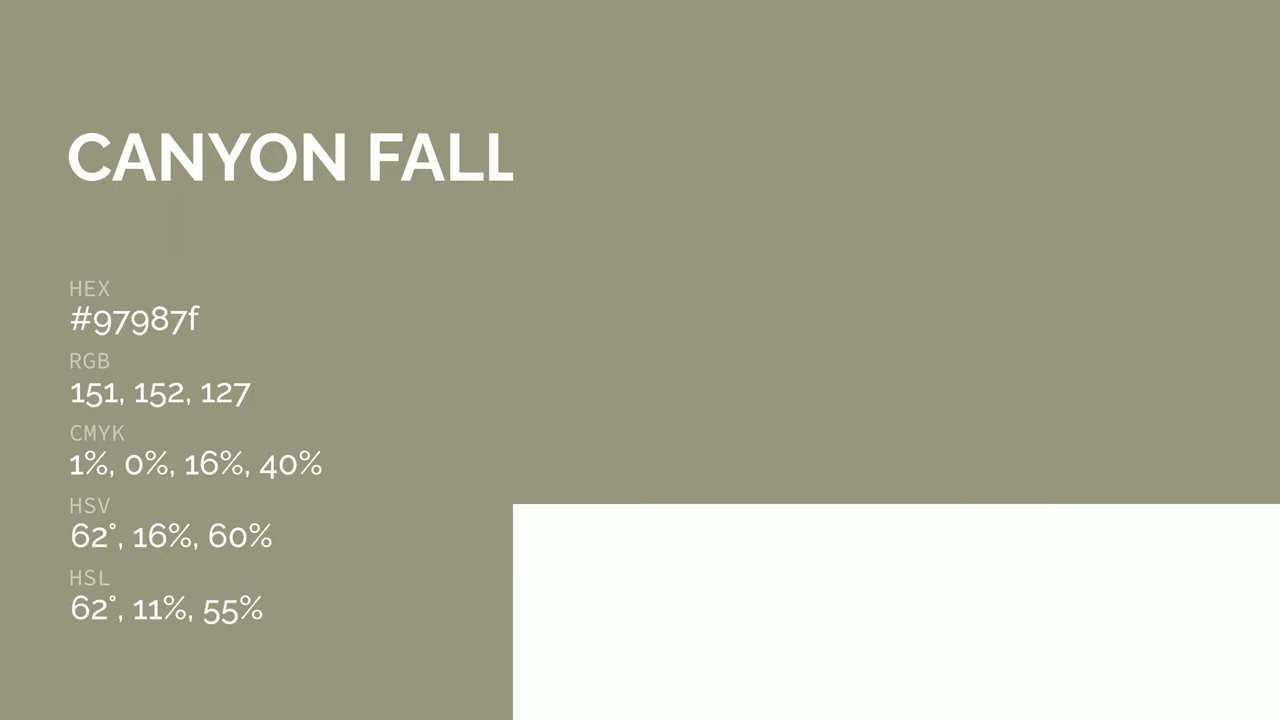 CANYON FALL
HEX
#97987f
RGB
151, 152, 127
CMYK
1%, 0%, 16%, 40%
HSV
62°, 16%, 60%
HSL
62°, 11%, 55%